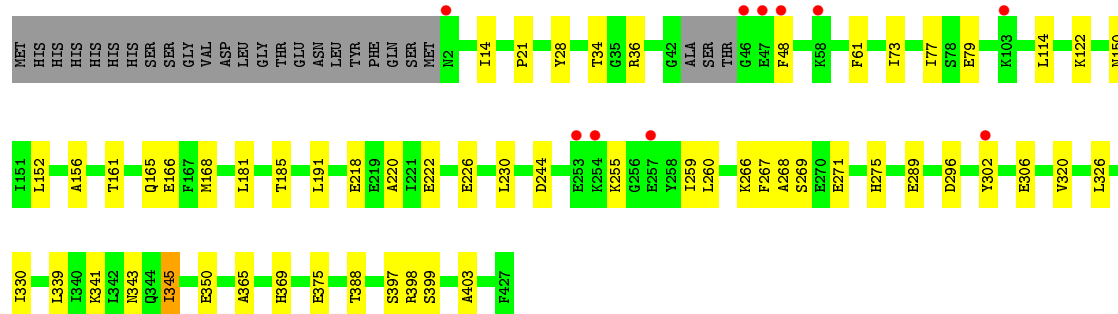 MET HIS HIS HIS HIS HIS HIS SER SER GLY VAL ASP LEU GLY THR GLU ASN LEU TYR PHE GLN SER MET N2 I14 P21 Y28 T34 G35 R36 G42 ALA SER THR G46 E47 F48 K58 F61 I73 I77 S78 E79 K103 L114 K122 N150
I151 L152 A156 T161 Q165 E166 F167 M168 L181 T185 L191 E218 E219 A220 I221 E222 E226 L230 D244 E253 K254 K255 G256 E257 Y258 I259 L260 K266 F267 A268 S269 E270 E271 H275 E289 D296 Y302 E306 V320 L326
I330 L339 I340 K341 L342 N343 Q344 I345 E350 A365 H369 E375 T388 S397 R398 S399 A403 F427